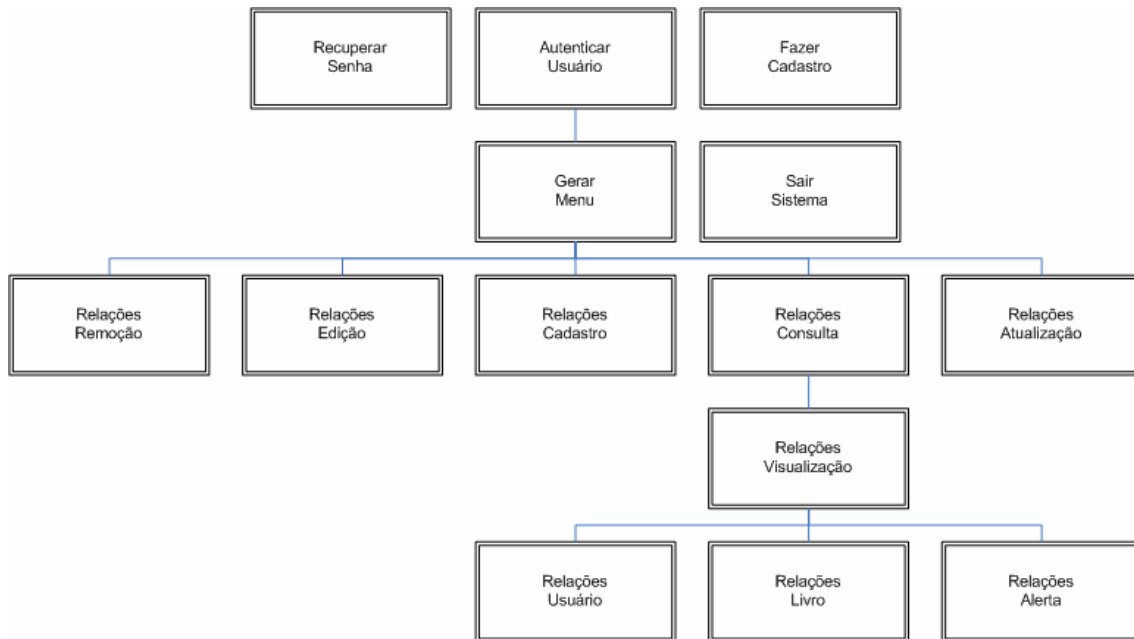 Recuperar
Senha
Autenticar
Usuário
Fazer
Cadastro
Gerar
Menu
Sair
Sistema
Relações
Remoção
Relações
Edição
Relações
Cadastro
Relações
Consulta
Relações
Atualização
Relações
Visualização
Relações
Usuário
Relações
Livro
Relações
Alerta